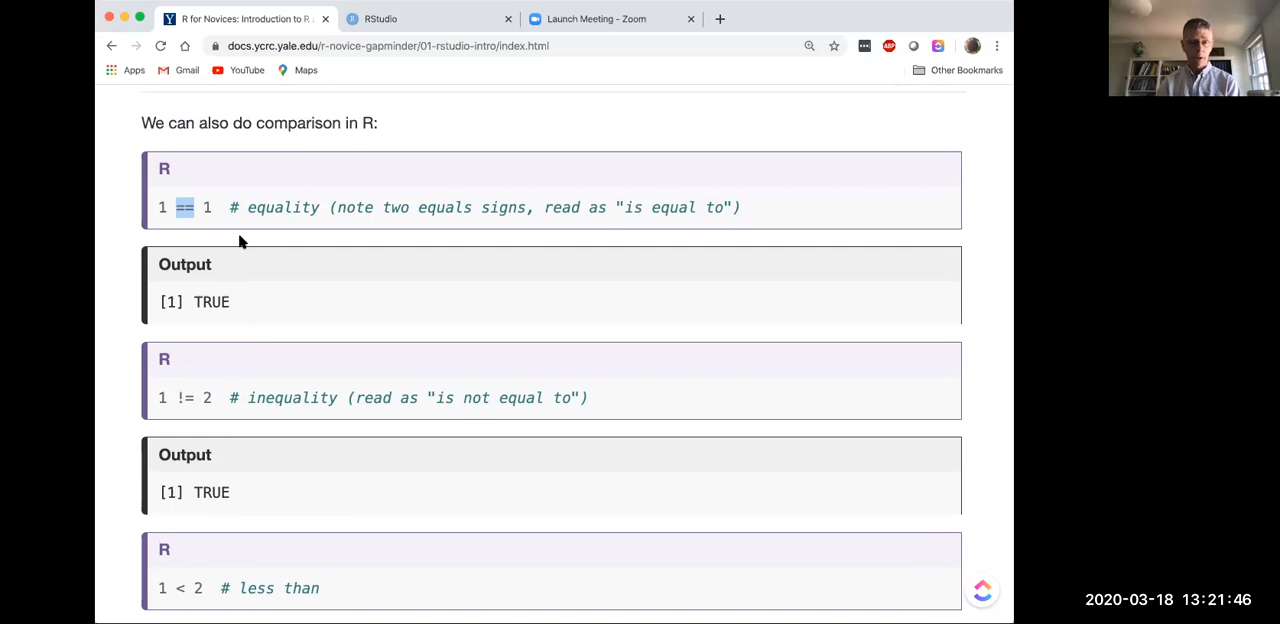 R for Novices: Introduction to R
RStudio
Launch Meeting - Zoom
docs.ycrc.yale.edu/r-novice-gapminder/01-rstudio-intro/index.html
ABP
Apps
Gmail
YouTube
Maps
Other Bookmarks
We can also do comparison in R:
R
1 == 1 # equality (note two equals signs, read as "is equal to")
Output
[1] TRUE
R
1 != 2 # inequality (read as "is not equal to")
Output
[1] TRUE
R
1 < 2 # less than
2020-03-18 13:21:46